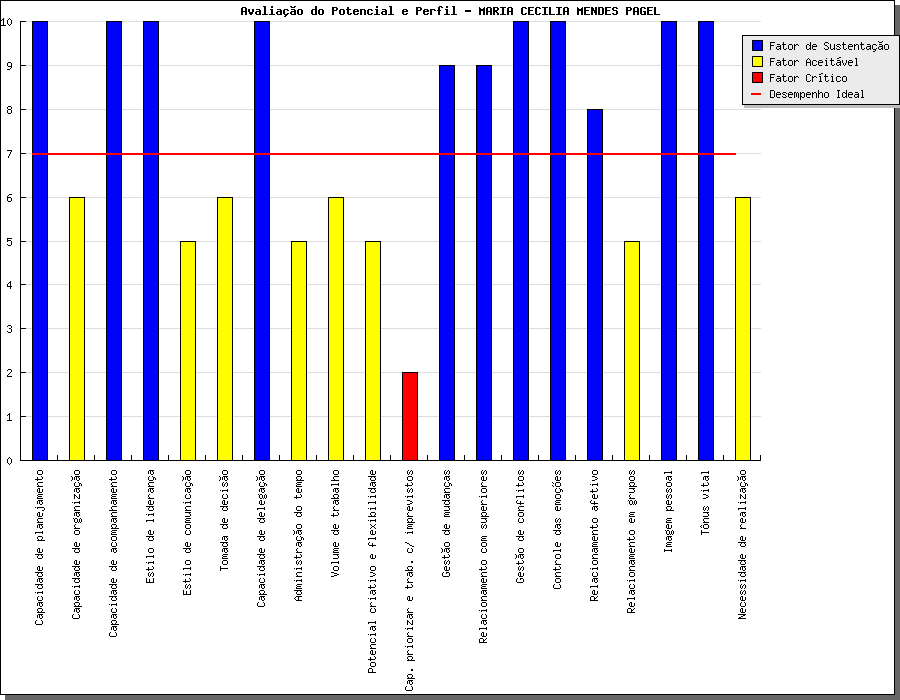 Avaliação do Potencial e Perfil - MARIA CECILIA MENDES PAGEL
10
9
8
7
6
5
4
3
2
1
0
Fator de Sustentação
Fator Aceitável
Fator Crítico
Desempenho Ideal
Capacidade de planejamento
Capacidade de organização
Capacidade de acompanhamento
Estilo de liderança
Estilo de comunicação
Tomada de decisão
Capacidade de delegação
Administração do tempo
Volume de trabalho
Potencial criativo e flexibilidade
Cap. priorizar e trab. c/ imprevistos
Gestão de mudanças
Relacionamento com superiores
Gestão de conflitos
Controle das emoções
Relacionamento afetivo
Relacionamento em grupos
Imagem pessoal
Tônus vital
Necessidade de realização